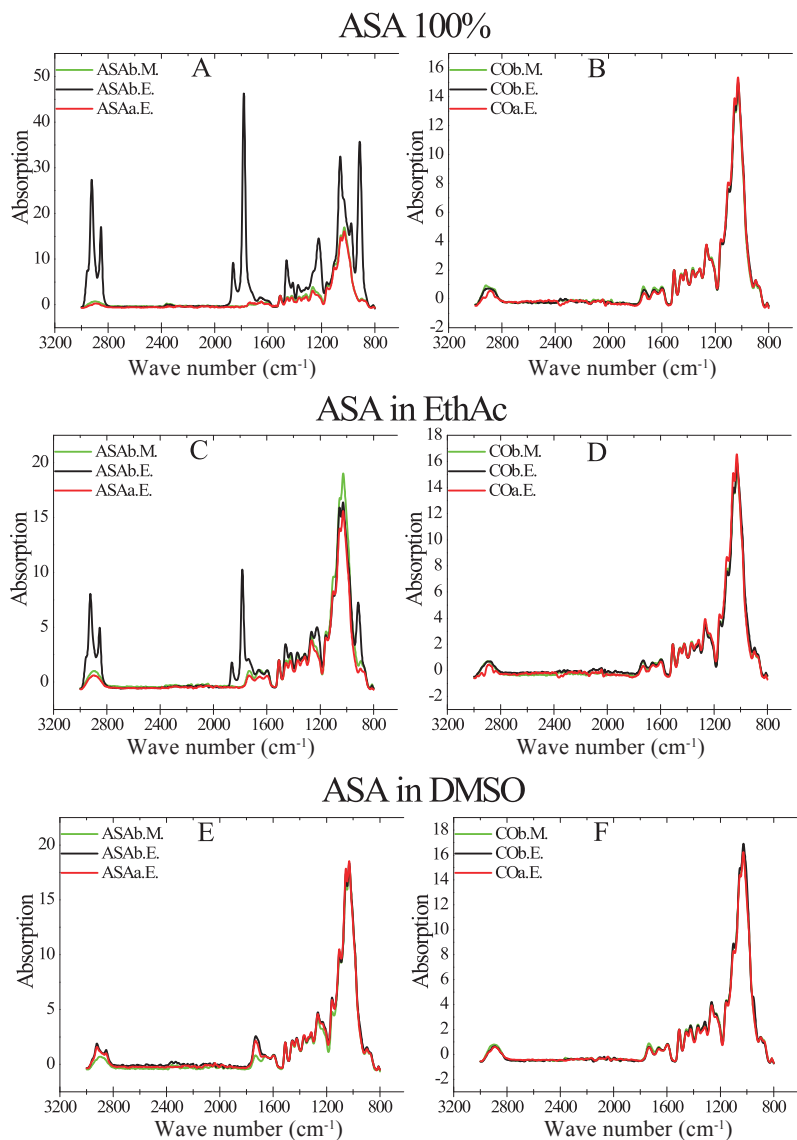 ASA 100%
A
ASAb.M.
ASAb.E.
ASAa.E.
50
40
30
20
10
0
Absorption
3200 2800 2400 2000 1600 1200 800
Wave number (cm-1)
B
COb.M.
COb.E.
COa.E.
16
14
12
10
8
6
4
2
0
-2
Absorption
3200 2800 2400 2000 1600 1200 800
Wave number (cm-1)
ASA in EthAc
C
ASAb.M.
ASAb.E.
ASAa.E.
20
15
10
5
0
Absorption
3200 2800 2400 2000 1600 1200 800
Wave number (cm-1)
D
COb.M.
COb.E.
COa.E.
18
16
14
12
10
8
6
4
2
0
-2
Absorption
3200 2800 2400 2000 1600 1200 800
Wave number (cm-1)
ASA in DMSO
E
ASAb.M.
ASAb.E.
ASAa.E.
20
15
10
5
0
Absorption
3200 2800 2400 2000 1600 1200 800
Wave number (cm-1)
F
COb.M.
COb.E.
COa.E.
18
16
14
12
10
8
6
4
2
0
-2
Absorption
3200 2800 2400 2000 1600 1200 800
Wave number (cm-1)